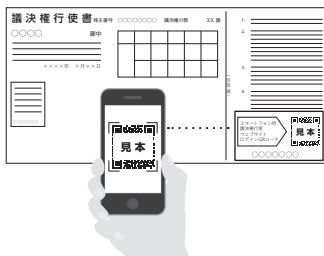 議決権行使書 株主番号 ○○○○○○○○ 議決権の数 XX 個
○○○○ 御中
××××年 ×月××日
○○○○○○○
1.
2.
3.
4.
見本
スマートフォン用
議決権行使
ウェブサイト
ログインQRコード
見本
○○○○○○○